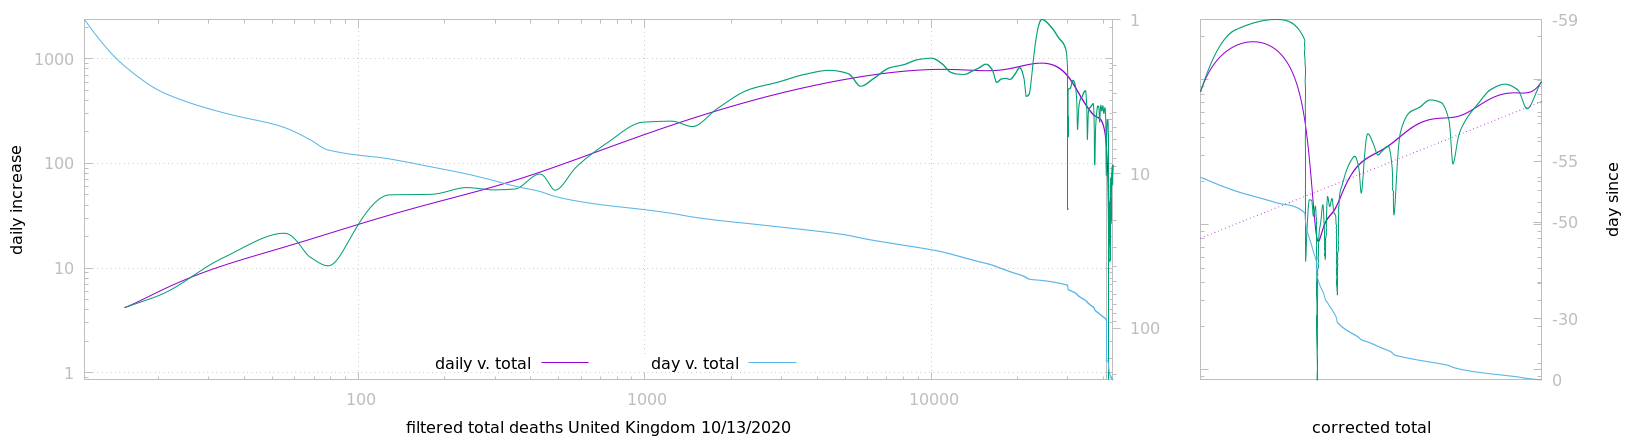 daily increase
1000
100
10
1
100
1000
10000
daily v. total
day v. total
1
10
100
filtered total deaths United Kingdom 10/13/2020
-59
-55
-50
-30
0
day since
corrected total